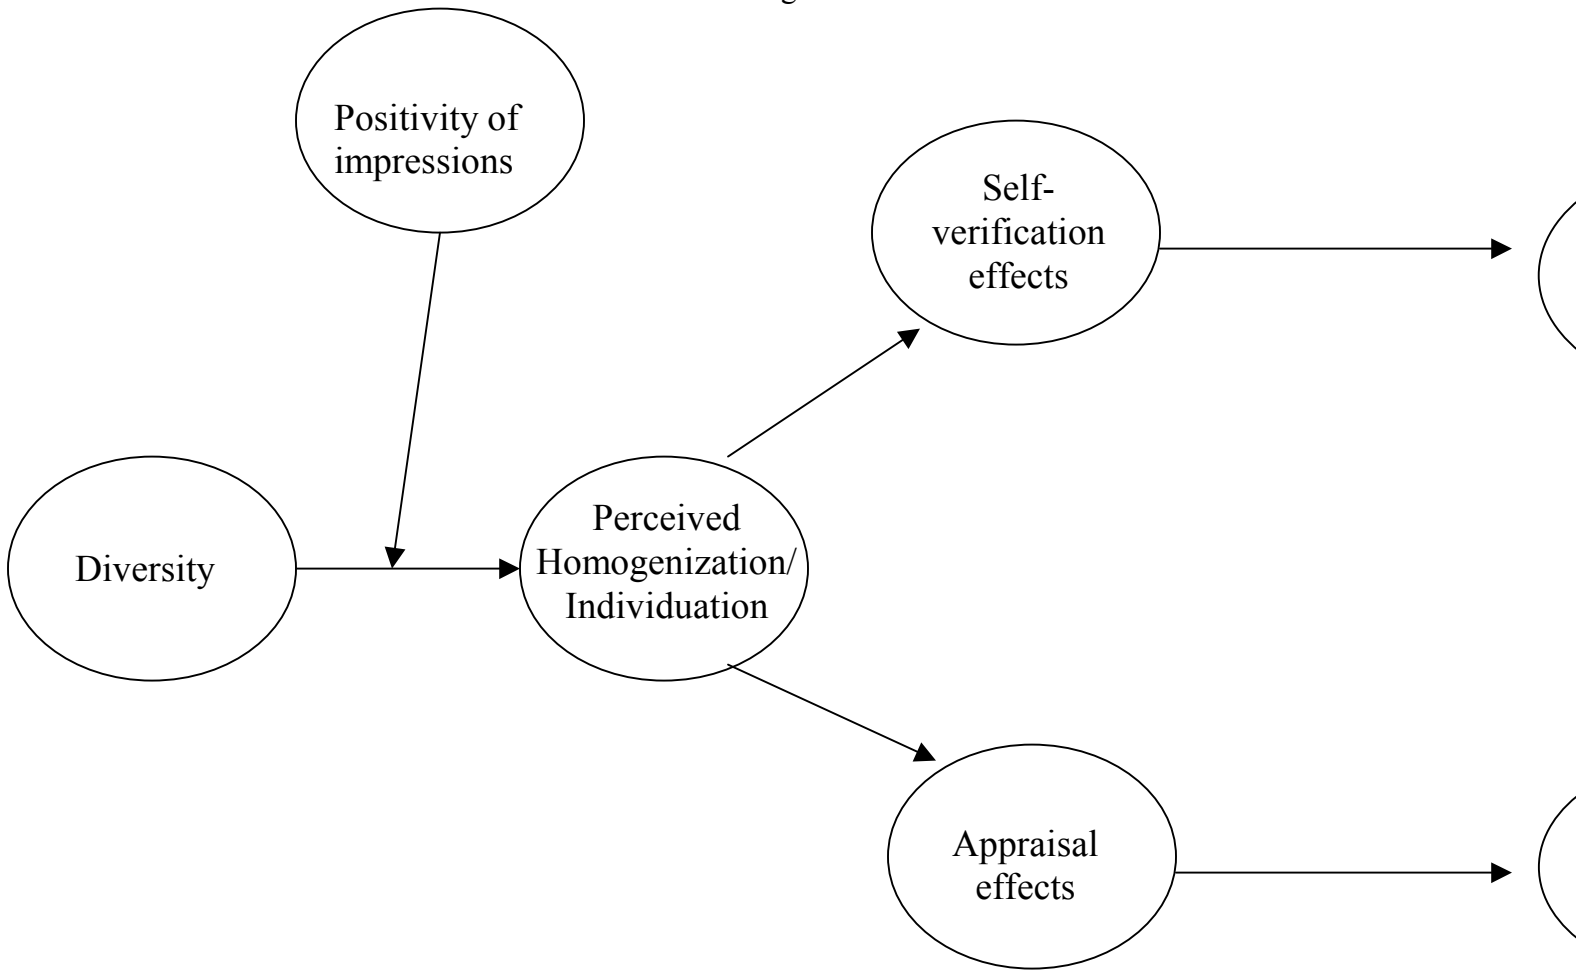 Positivity of
impressions
Self-
verification
effects
Diversity
Perceived
Homogenization/
Individuation
Appraisal
effects